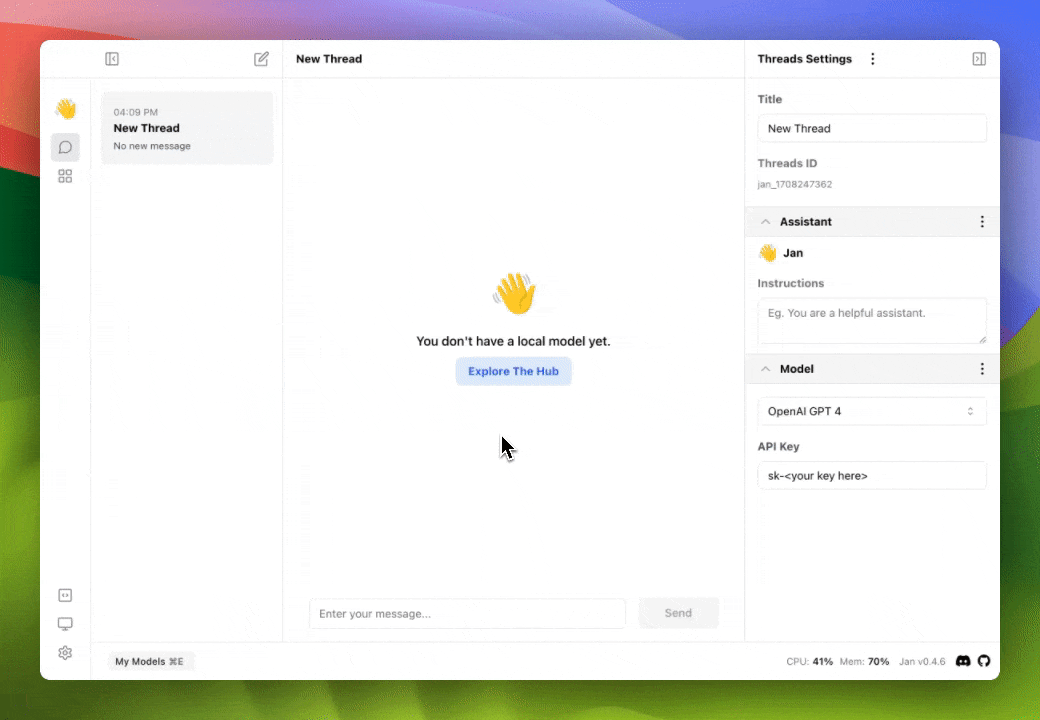 New Thread
Threads Settings
04:09 PM
New Thread
No new message
You don't have a local model yet.
Explore The Hub
Enter your message...
Send
Title
New Thread
Threads ID
jan_1708247362
Assistant
Jan
Instructions
Eg. You are a helpful assistant.
Model
OpenAI GPT 4
API Key
sk-<your key here>
My Models ⌘E
CPU: 41% Mem: 70% Jan v0.4.6